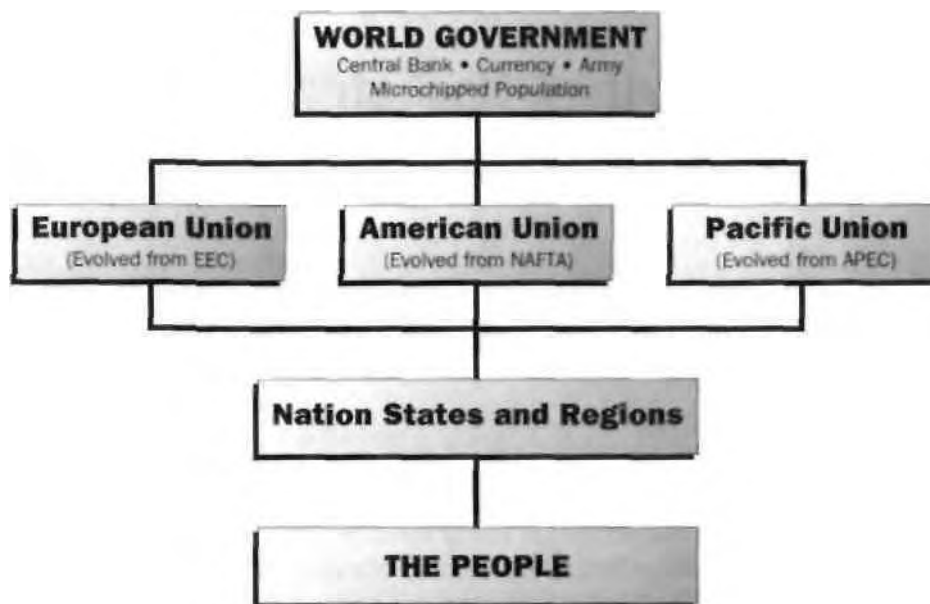 WORLD GOVERNMENT
Central Bank • Currency • Army
Microchipped Population
European Union
(Evolved from EEC)
American Union
(Evolved from NAFTA)
Pacific Union
(Evolved from APEC)
Nation States and Regions
THE PEOPLE